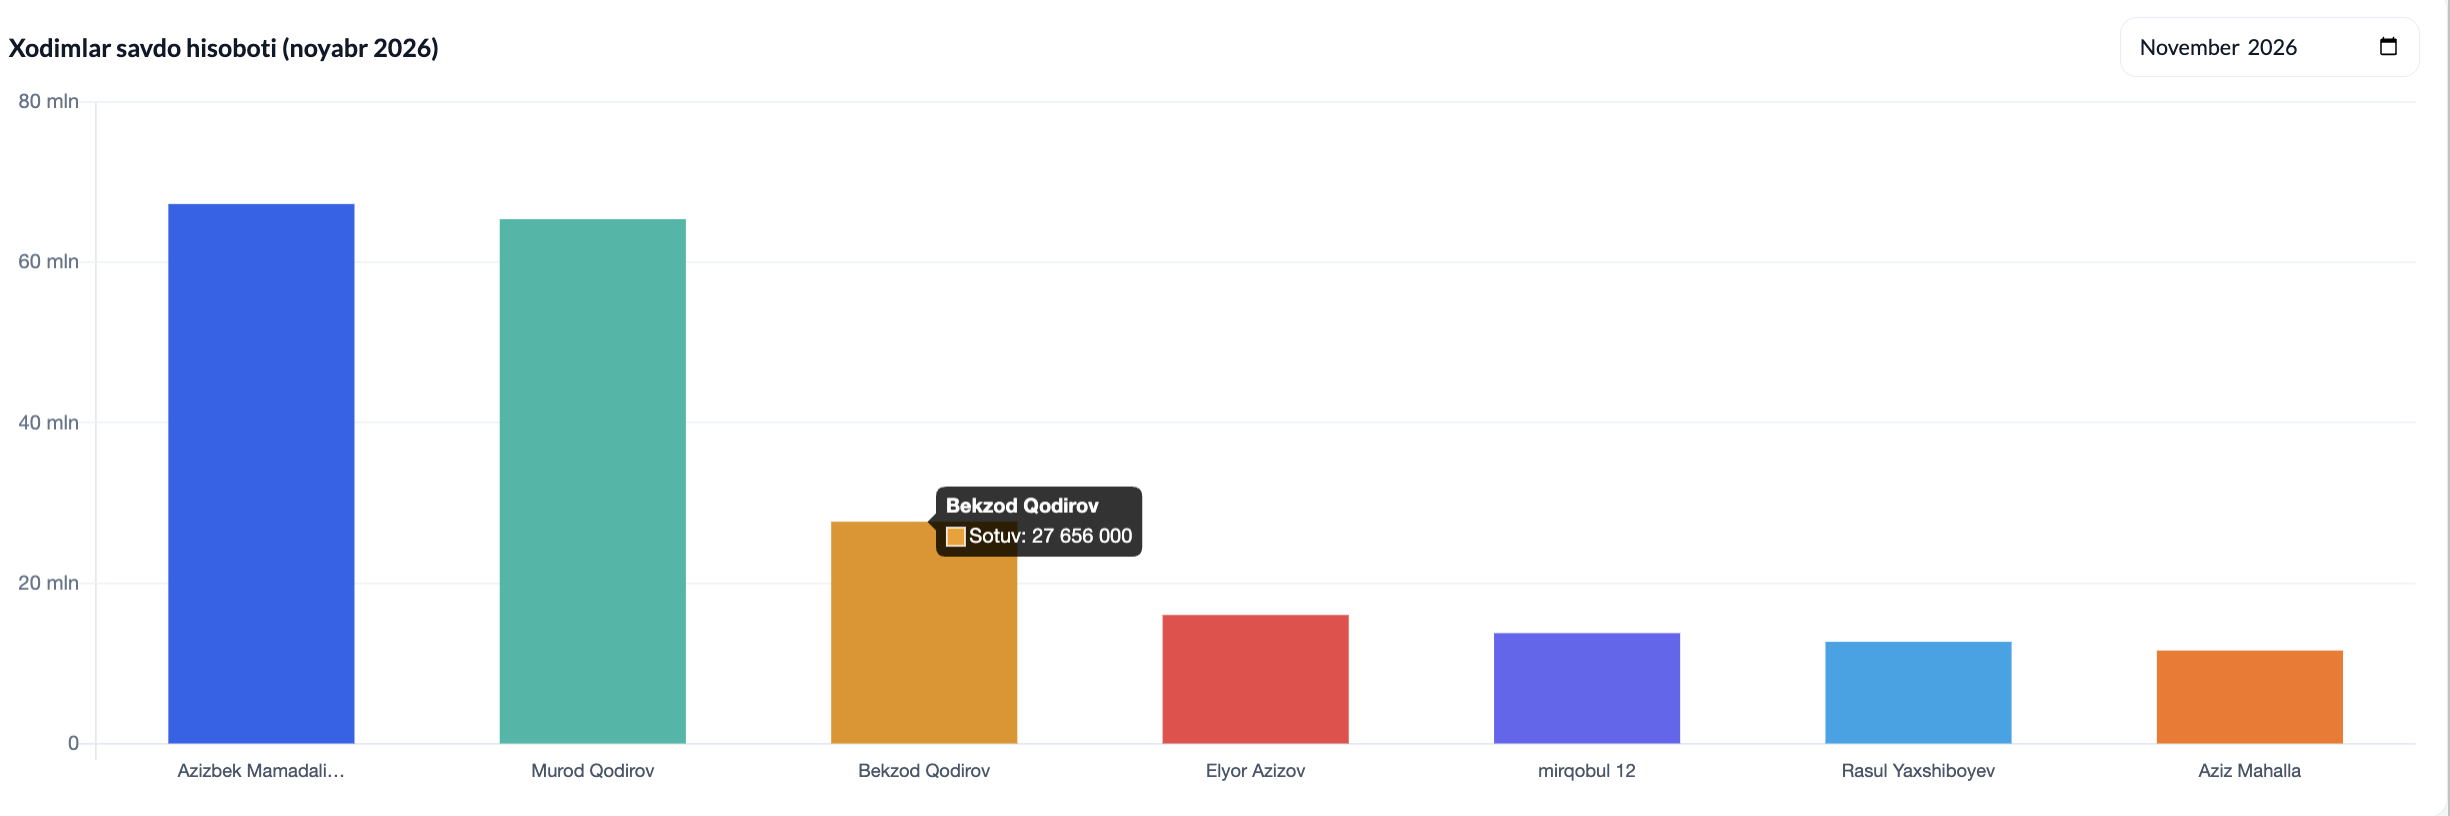 Xodimlar savdo hisoboti (noyabr 2026)
November 2026
80 mln
60 mln
40 mln
20 mln
0
Bekzod Qodirov
Sotuv: 27 656 000
Azizbek Mamadali...
Murod Qodirov
Bekzod Qodirov
Elyor Azizov
mirqobul 12
Rasul Yaxshiboyev
Aziz Mahalla